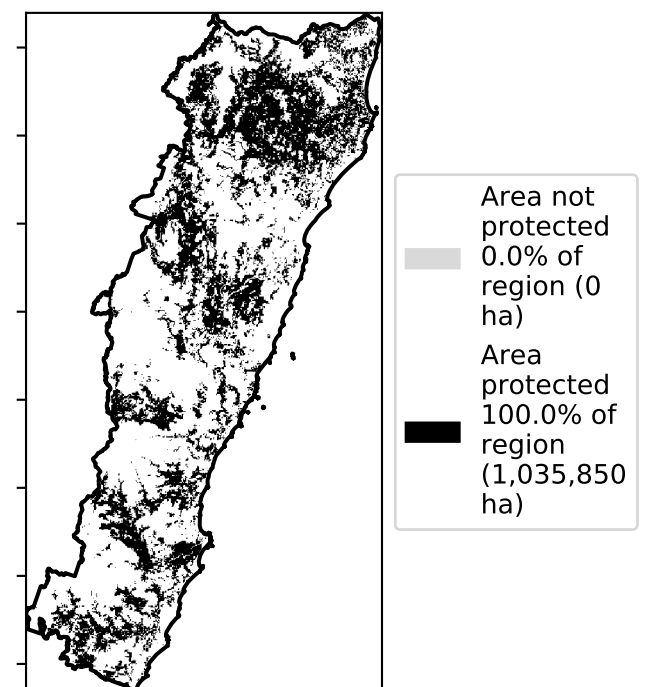 Area not
protected
0.0% of
region (0
ha)
Area
protected
100.0% of
region
(1,035,850
ha)